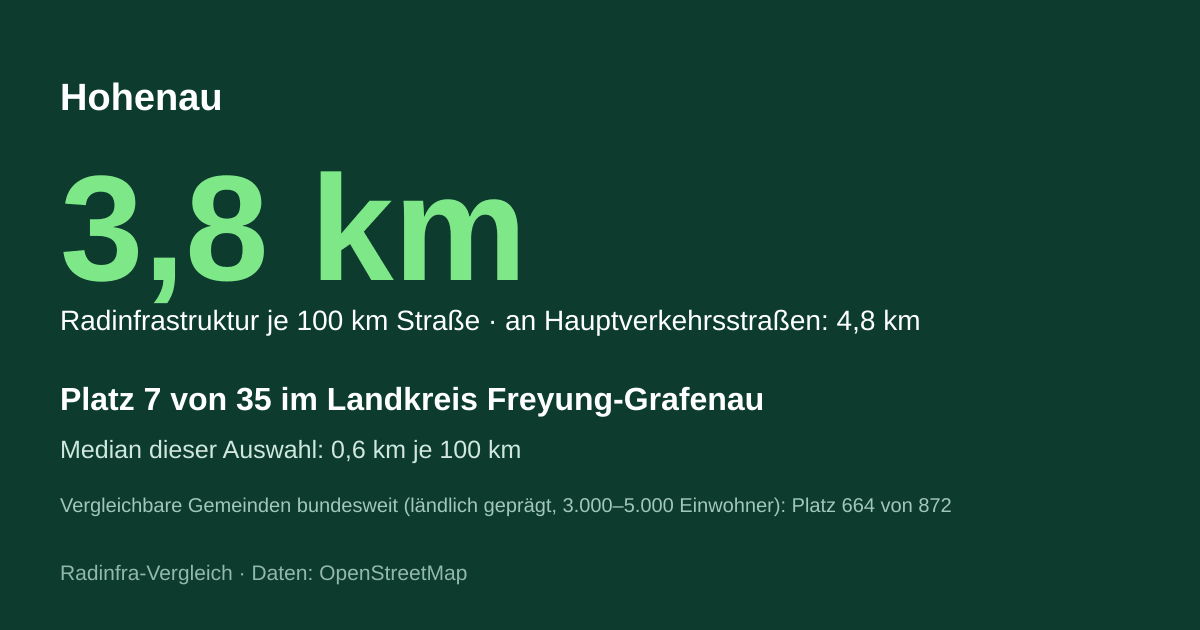 Hohenau
3,8 km
Radinfrastruktur je 100 km Straße · an Hauptverkehrsstraßen: 4,8 km
Platz 7 von 35 im Landkreis Freyung-Grafenau
Median dieser Auswahl: 0,6 km je 100 km
Vergleichbare Gemeinden bundesweit (ländlich geprägt, 3.000–5.000 Einwohner): Platz 664 von 872
Radinfra-Vergleich · Daten: OpenStreetMap